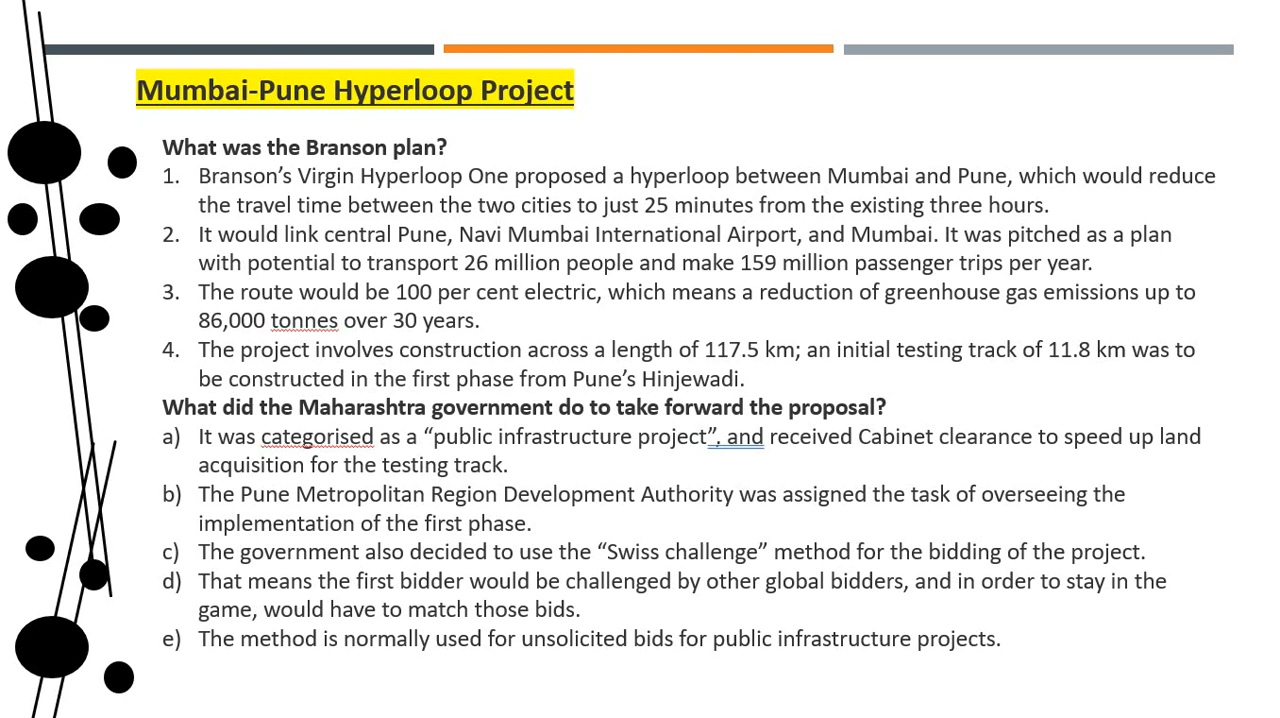 Mumbai-Pune Hyperloop Project
What was the Branson plan?
1. Branson’s Virgin Hyperloop One proposed a hyperloop between Mumbai and Pune, which would reduce
the travel time between the two cities to just 25 minutes from the existing three hours.
2. It would link central Pune, Navi Mumbai International Airport, and Mumbai. It was pitched as a plan
with potential to transport 26 million people and make 159 million passenger trips per year.
3. The route would be 100 per cent electric, which means a reduction of greenhouse gas emissions up to
86,000 tonnes over 30 years.
4. The project involves construction across a length of 117.5 km; an initial testing track of 11.8 km was to
be constructed in the first phase from Pune’s Hinjewadi.
What did the Maharashtra government do to take forward the proposal?
a) It was categorised as a “public infrastructure project”, and received Cabinet clearance to speed up land
acquisition for the testing track.
b) The Pune Metropolitan Region Development Authority was assigned the task of overseeing the
implementation of the first phase.
c) The government also decided to use the “Swiss challenge” method for the bidding of the project.
d) That means the first bidder would be challenged by other global bidders, and in order to stay in the
game, would have to match those bids.
e) The method is normally used for unsolicited bids for public infrastructure projects.